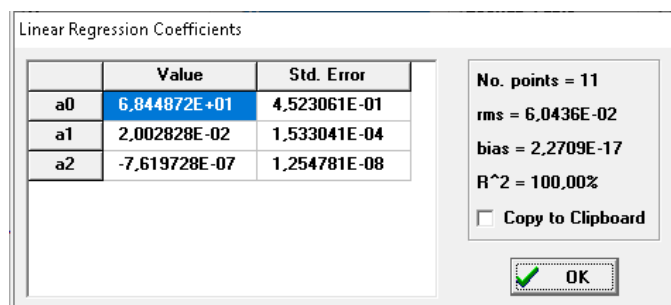 Linear Regression Coefficients
Value Std. Error
a0 6,844872E+01 4,523061E-01
a1 2,002828E-02 1,533041E-04
a2 -7,619728E-07 1,254781E-08
No. points = 11
rms = 6,0436E-02
bias = 2,2709E-17
R^2 = 100,00%
Copy to Clipboard
OK